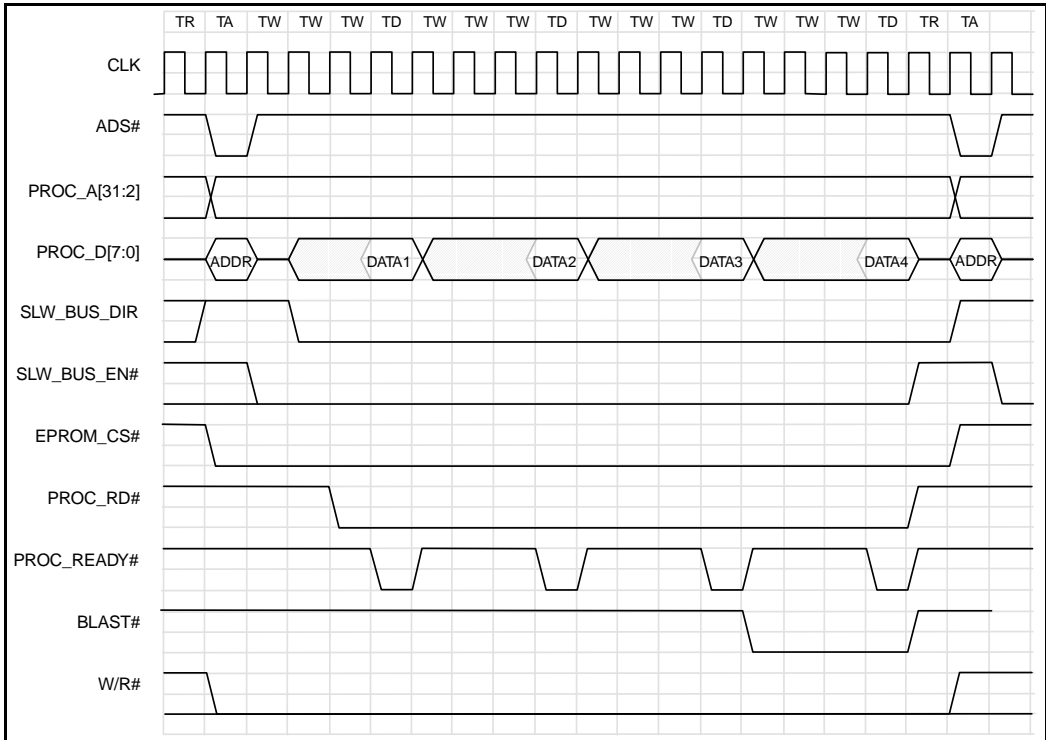 TR TA TW TW TW TD TW TW TW TD TW TW TW TD TW TW TW TD TR TA
CLK
ADS#
PROC_A[31:2]
PROC_D[7:0] ADDR DATA1 DATA2 DATA3 DATA4 ADDR
SLW_BUS_DIR
SLW_BUS_EN#
EPROM_CS#
PROC_RD#
PROC_READY#
BLAST#
W/R#